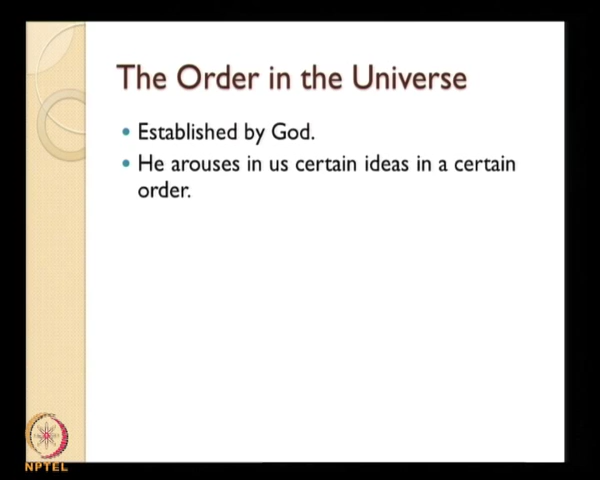 The Order in the Universe
Established by God.
He arouses in us certain ideas in a certain
order.
NPTEL